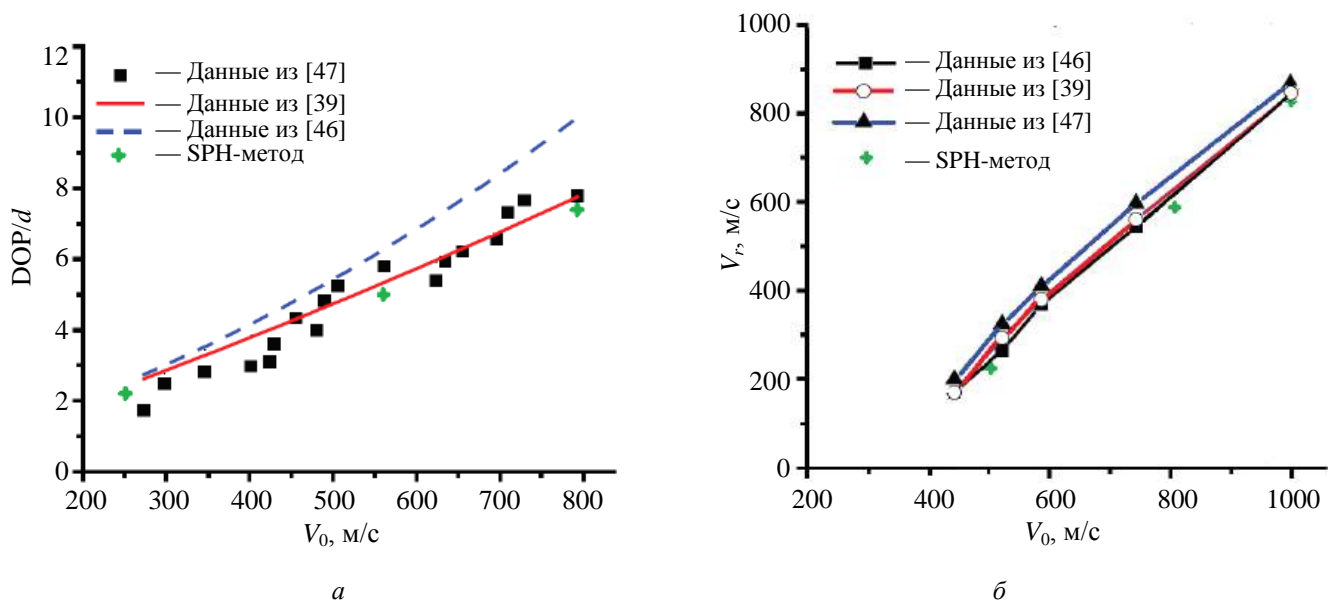 12
10
8
6
4
2
0
DOP/d
200 300 400 500 600 700 800
V₀, м/с
— Данные из [47]
— Данные из [39]
— Данные из [46]
— SPH-метод
а
1000
800
600
400
200
0
Vᵣ, м/с
200 400 600 800 1000
V₀, м/с
— Данные из [46]
— Данные из [39]
— Данные из [47]
— SPH-метод
б